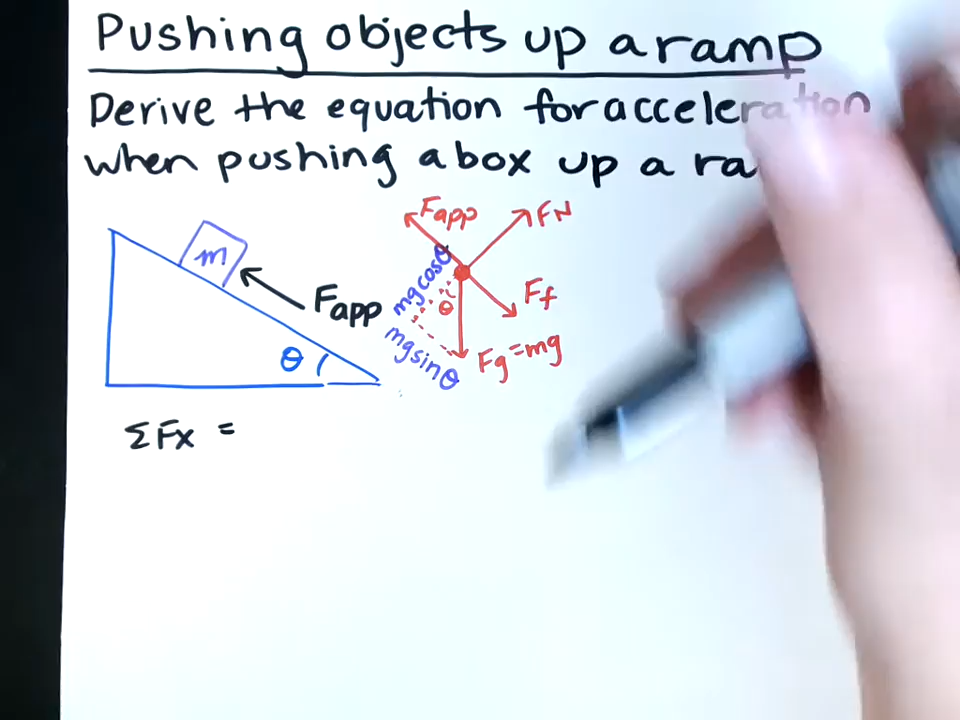 Pushing objects up a ramp
Derive the equation for acceleration
when pushing a box up a
m
Fapp
θ
Fapp
FN
mgcosθ
θ
Ff
mgsinθ
Fg=mg
ΣFx =